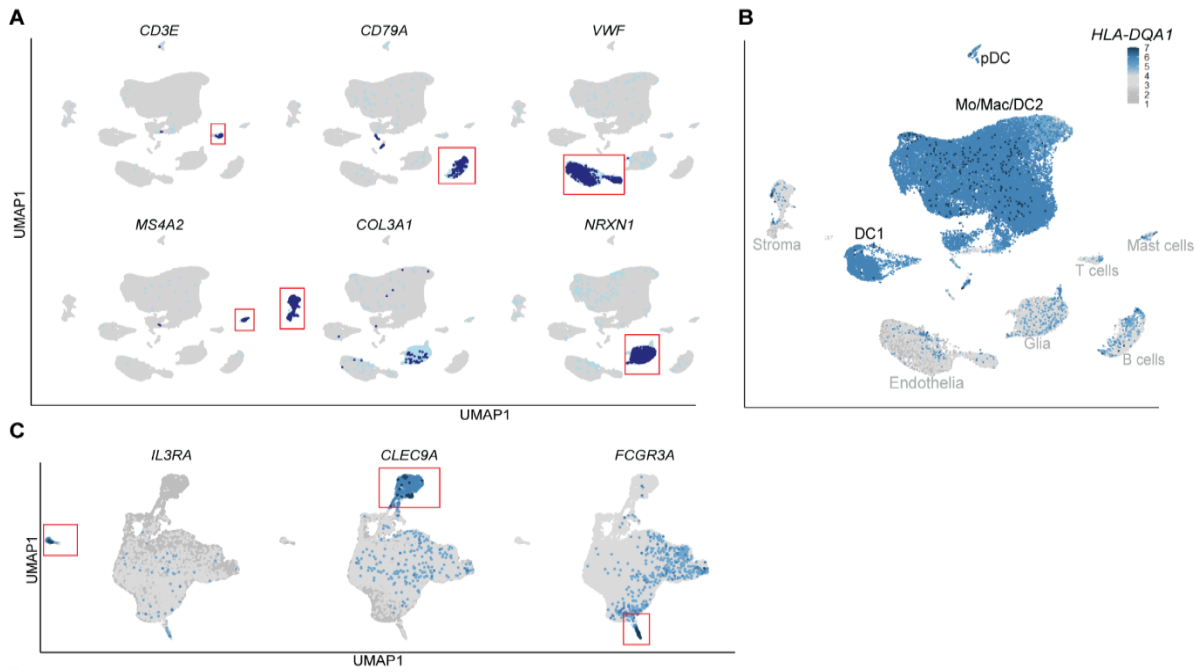 A
CD3E
CD79A
VWF
MS4A2
COL3A1
NRXN1
UMAP1
UMAP1
B
HLA-DQA1
7
6
5
4
3
2
1
pDC
Mo/Mac/DC2
DC1
Stroma
Mast cells
T cells
Glia
B cells
Endothelia
C
IL3RA
CLEC9A
FCGR3A
UMAP1
UMAP1